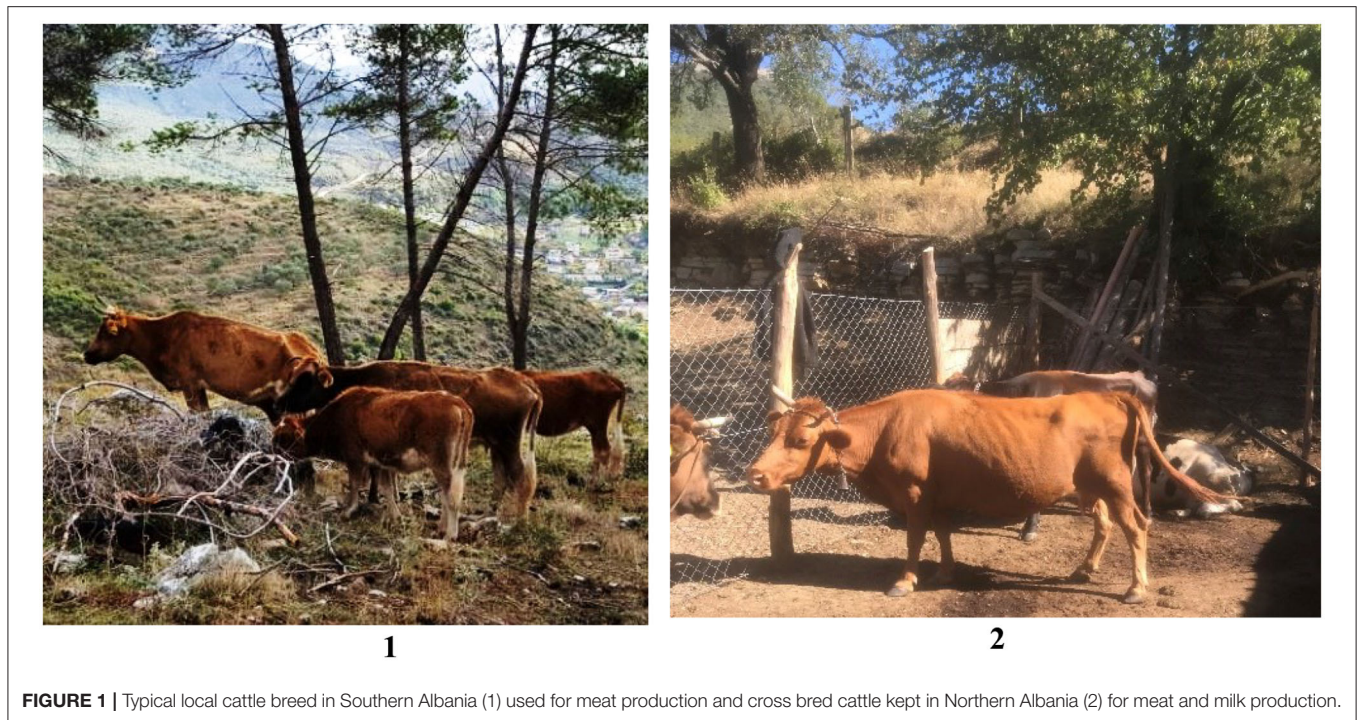 1
2
FIGURE 1 | Typical local cattle breed in Southern Albania (1) used for meat production and cross bred cattle kept in Northern Albania (2) for meat and milk production.